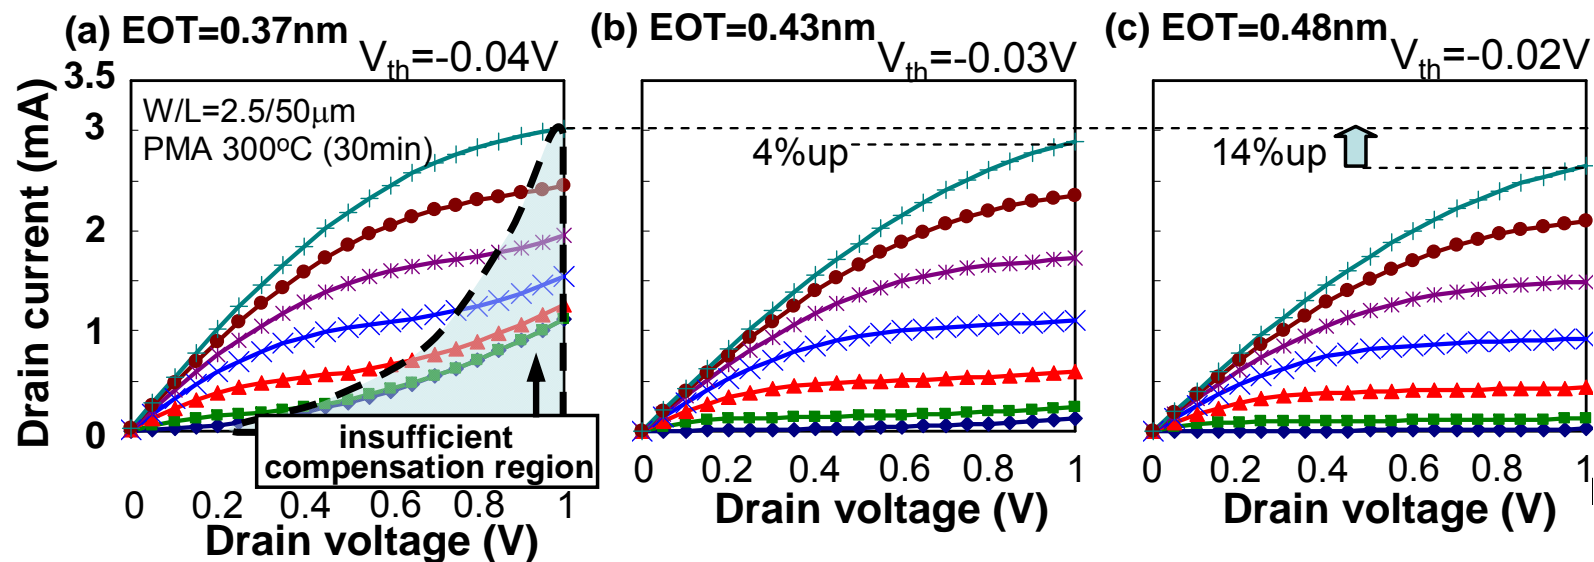 (a) EOT=0.37nm
Vth=-0.04V
(b) EOT=0.43nm
Vth=-0.03V
(c) EOT=0.48nm
Vth=-0.02V
W/L=2.5/50μm
PMA 300oC (30min)
4%up
14%up
insufficient
compensation region
Drain current (mA)
3.5
3
2
1
0
0 0.2 0.4 0.6 0.8 1
Drain voltage (V)
0 0.2 0.4 0.6 0.8 1
Drain voltage (V)
0 0.2 0.4 0.6 0.8 1
Drain voltage (V)